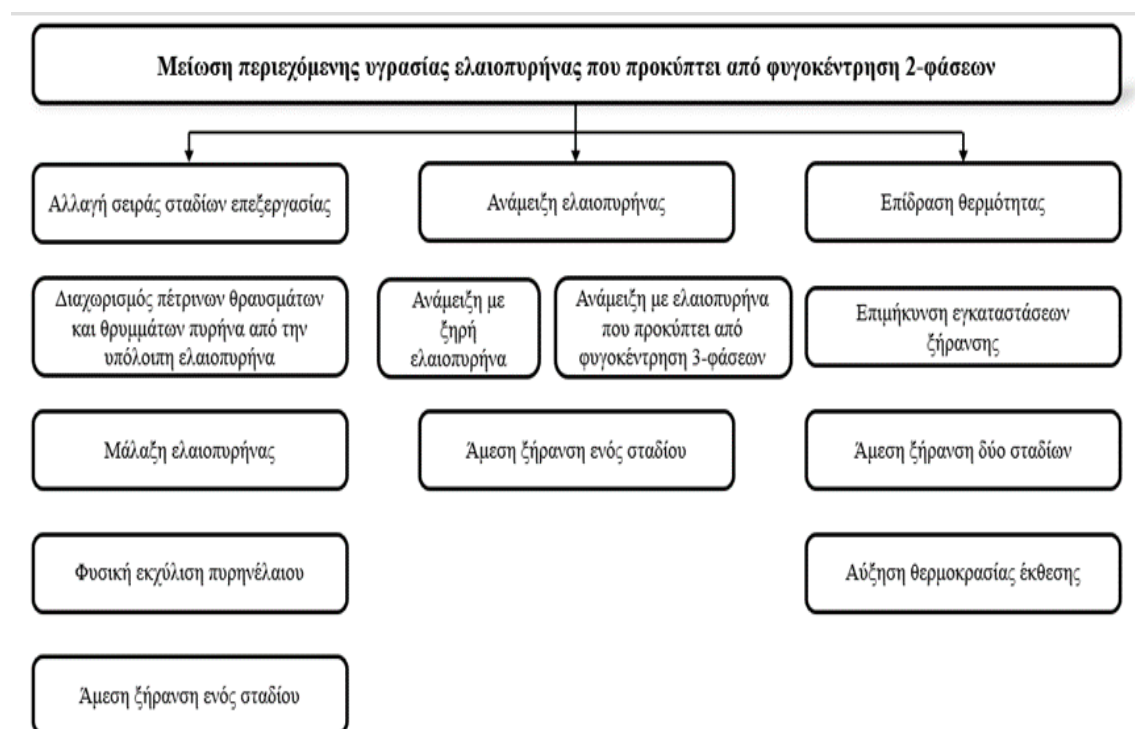 Μείωση περιεχόμενης υγρασίας ελαιοπυρήνας που προκύπτει από φυγοκέντρηση 2-φάσεων
Αλλαγή σειράς σταδίων επεξεργασίας
Ανάμειξη ελαιοπυρήνας
Επίδραση θερμότητας
Διαχωρισμός πέτρινων θραυσμάτων
και θρυμμάτων πυρήνα από την
υπόλοιπη ελαιοπυρήνα
Ανάμειξη με
ξηρή
ελαιοπυρήνα
Ανάμειξη με ελαιοπυρήνα
που προκύπτει από
φυγοκέντρηση 3-φάσεων
Επιμήκυνση εγκαταστάσεων
ξήρανσης
Μάλαξη ελαιοπυρήνας
Άμεση ξήρανση ενός σταδίου
Άμεση ξήρανση δύο σταδίων
Φυσική εκχύλιση πυρηνέλαιου
Αύξηση θερμοκρασίας έκθεσης
Άμεση ξήρανση ενός σταδίου